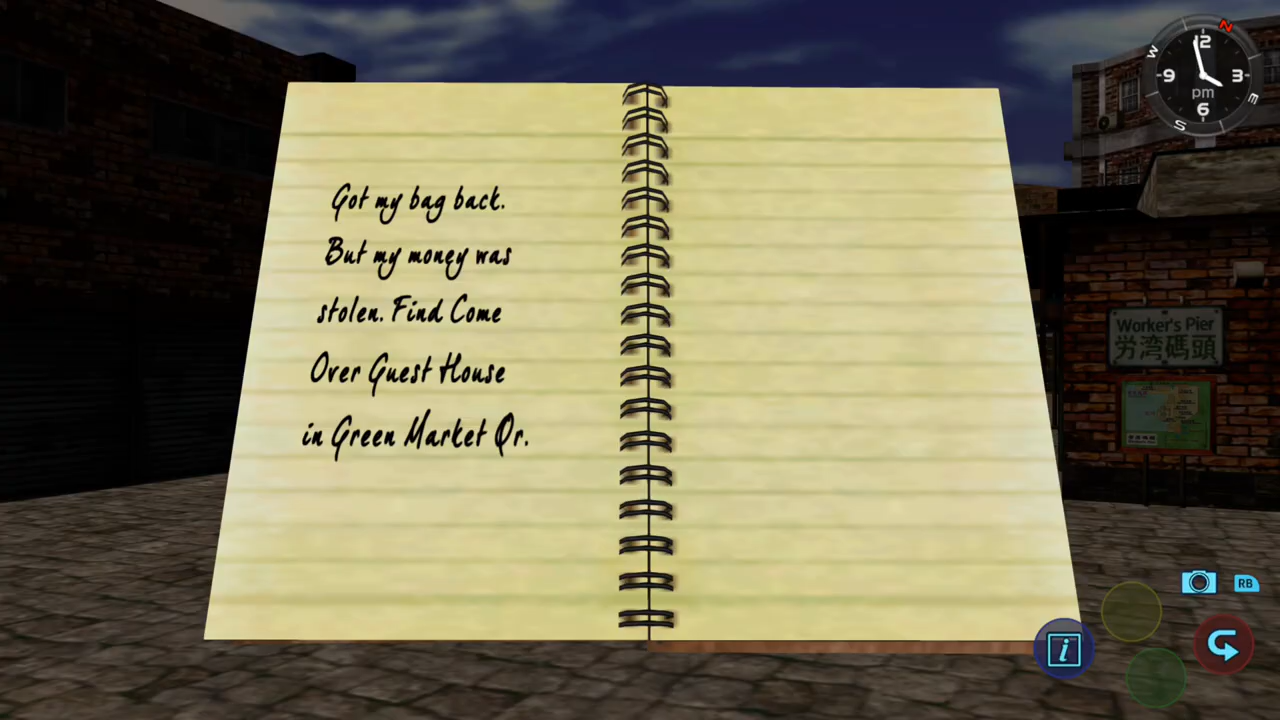 Got my bag back.
But my money was
stolen. Find Come
Over Guest House
in Green Market Qr.
12
3
6
9
pm
N
E
S
W
Worker's Pier
労湾碼頭
i
RB